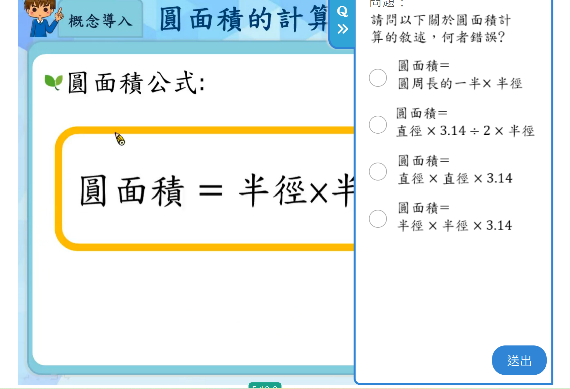 概念導入
圓面積的計算
Q
圓面積公式:
圓面積 = 半徑×半
問題：
請問以下關於圓面積計
算的敘述，何者錯誤?
圓面積=
圓周長的一半× 半徑
圓面積=
直徑 × 3.14 ÷ 2 × 半徑
圓面積=
直徑 × 直徑 × 3.14
圓面積=
半徑 × 半徑 × 3.14
送出